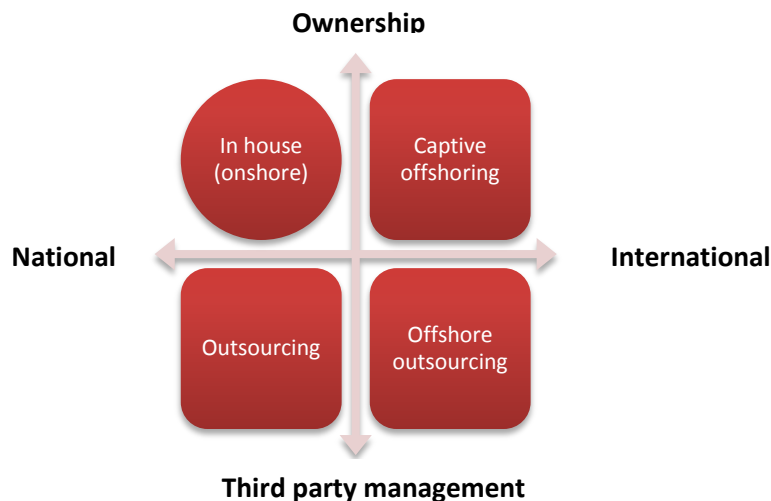 Ownership
In house
(onshore)
Captive
offshoring
National
International
Outsourcing
Offshore
outsourcing
Third party management